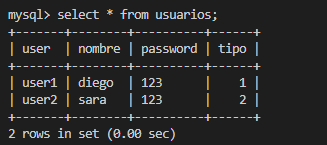 mysql> select * from usuarios;
+-------+--------+----------+------+
| user  | nombre | password | tipo |
+-------+--------+----------+------+
| user1 | diego  | 123      |    1 |
| user2 | sara   | 123      |    2 |
+-------+--------+----------+------+
2 rows in set (0.00 sec)